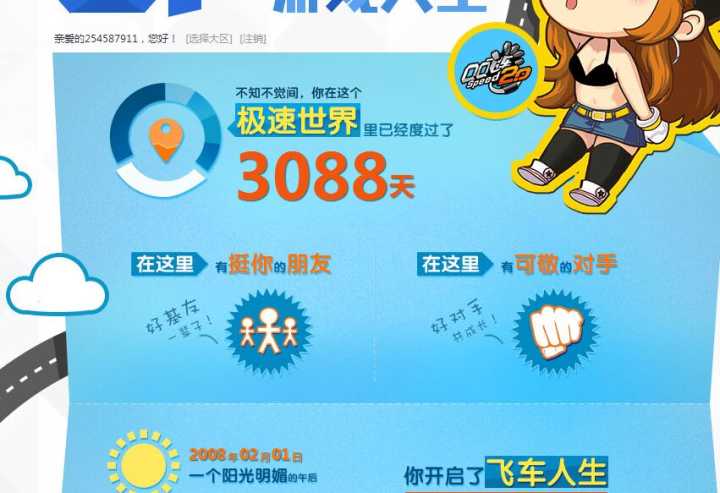 游戏人生
亲爱的254587911，您好！ [选择大区] [注销]
QQ飞车
Speed 2.0
不知不觉间，你在这个
极速世界里已经度过了
3088天
在这里 有挺你的朋友
好基友
一辈子！
在这里 有可敬的对手
好对手
共成长！
2008年02月01日
一个阳光明媚的午后
你开启了飞车人生